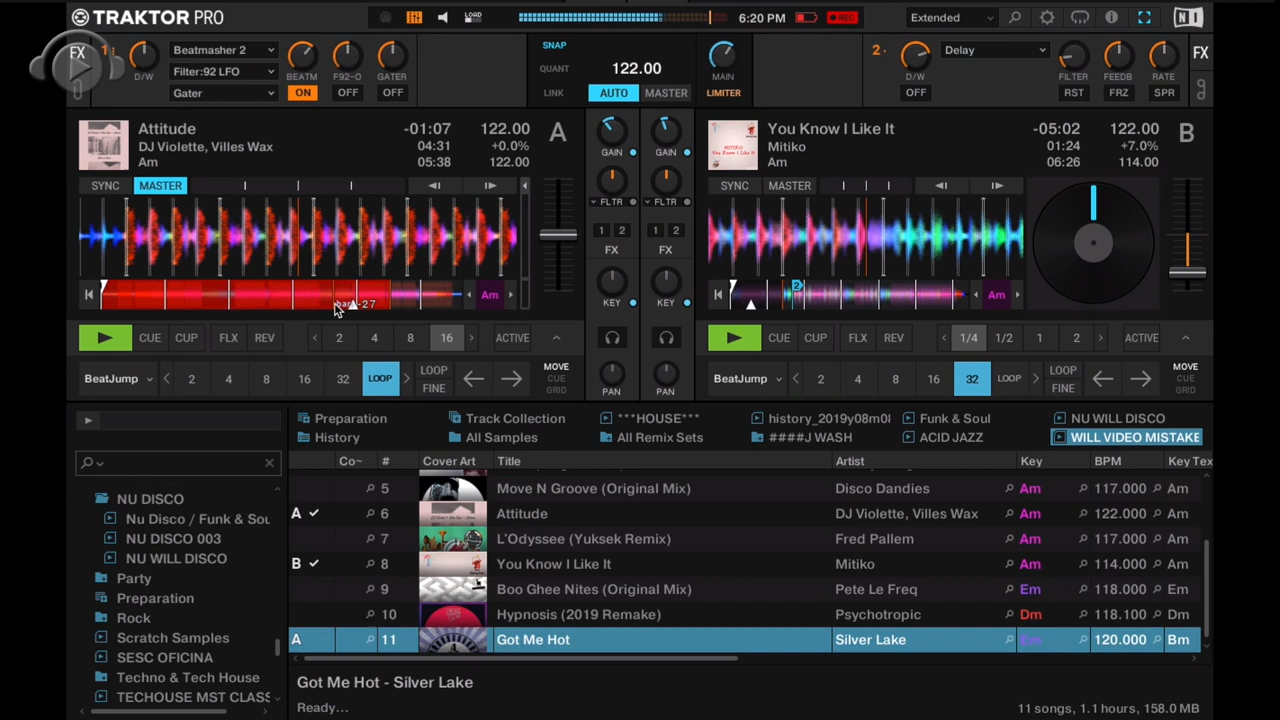 TRAKTOR PRO
LOAD
6:20 PM
REC
Extended
FX
1
D/W
Beatmasher 2
Filter:92 LFO
Gater
BEATM
ON
F92-O
OFF
GATER
OFF
SNAP
QUANT
LINK
122.00
AUTO
MASTER
MAIN
LIMITER
2
D/W
OFF
Delay
FILTER
RST
FEEDB
FRZ
RATE
SPR
FX
Attitude
DJ Violette, Villes Wax
Am
-01:07
04:31
05:38
122.00
+0.0%
122.00
A
GAIN
GAIN
FLTR
FLTR
1 2
1 2
FX
FX
KEY
KEY
PAN
PAN
You Know I Like It
Mitiko
Am
-05:02
01:24
06:26
122.00
+7.0%
114.00
B
SYNC
MASTER
-27
Am
SYNC
MASTER
2
Am
CUE CUP FLX REV
2 4 8 16
ACTIVE
CUE CUP FLX REV
1/4 1/2 1 2
ACTIVE
BeatJump
2 4 8 16 32 LOOP
LOOP
FINE
MOVE
CUE
GRID
BeatJump
2 4 8 16 32 LOOP
LOOP
FINE
MOVE
CUE
GRID
Preparation
Track Collection
***HOUSE***
history_2019y08m0
Funk & Soul
NU WILL DISCO
History
All Samples
All Remix Sets
####J WASH
ACID JAZZ
WILL VIDEO MISTAKE
NU DISCO
Nu Disco / Funk & Sou
NU DISCO 003
NU WILL DISCO
Party
Preparation
Rock
Scratch Samples
SESC OFICINA
Techno & Tech House
TECHOUSE MST CLASS
Co~ # Cover Art Title Artist Key BPM Key Tex
5 Move N Groove (Original Mix) Disco Dandies Am 117.000 Am
A 6 Attitude DJ Violette, Villes Wax Am 122.000 Am
7 L'Odyssee (Yuksek Remix) Fred Pallem Am 117.000 Am
B 8 You Know I Like It Mitiko Am 114.000 Am
9 Boo Ghee Nites (Original Mix) Pete Le Freq Em 118.000 Em
10 Hypnosis (2019 Remake) Psychotropic Dm 118.100 Dm
A 11 Got Me Hot Silver Lake Em 120.000 Bm
Got Me Hot - Silver Lake
Ready...
11 songs, 1.1 hours, 158.0 MB